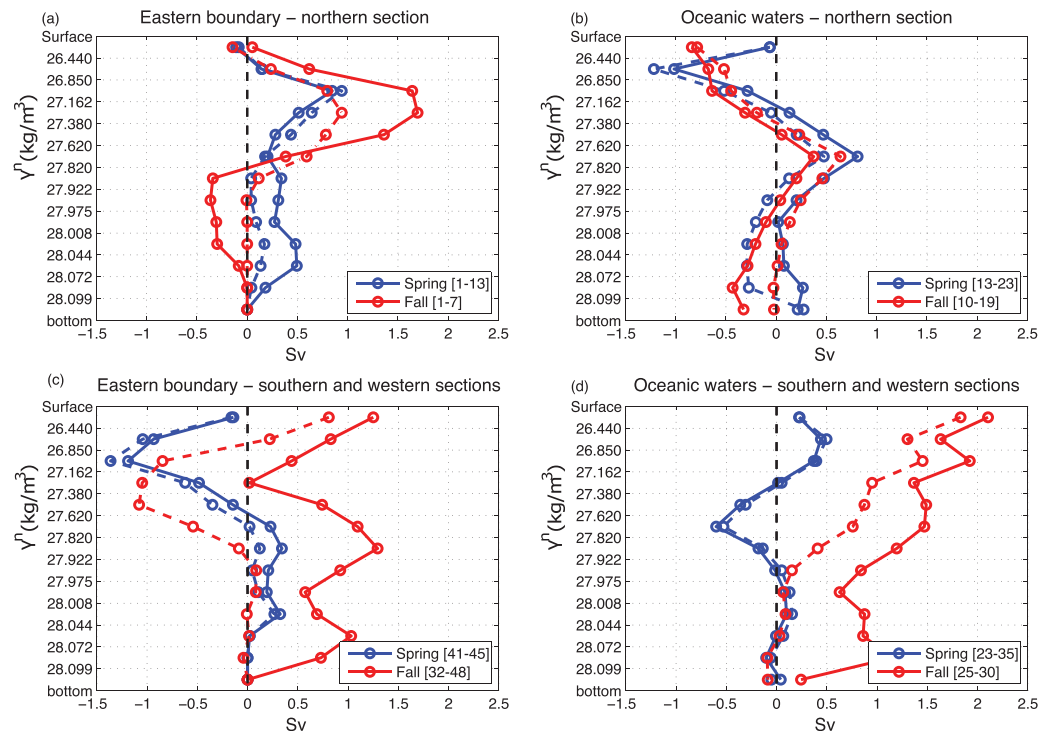 (a) Eastern boundary – northern section
Surface
26.440
26.850
27.162
27.380
27.620
27.820
27.922
27.975
28.008
28.044
28.072
28.099
bottom
γⁿ (kg/m³)
Spring [1-13]
Fall [1-7]
−1.5 −1 −0.5 0 0.5 1 1.5 2 2.5
Sv
(b) Oceanic waters – northern section
Surface
26.440
26.850
27.162
27.380
27.620
27.820
27.922
27.975
28.008
28.044
28.072
28.099
bottom
γⁿ (kg/m³)
Spring [13-23]
Fall [10-19]
−1.5 −1 −0.5 0 0.5 1 1.5 2 2.5
Sv
(c) Eastern boundary – southern and western sections
Surface
26.440
26.850
27.162
27.380
27.620
27.820
27.922
27.975
28.008
28.044
28.072
28.099
bottom
γⁿ (kg/m³)
Spring [41-45]
Fall [32-48]
−1.5 −1 −0.5 0 0.5 1 1.5 2 2.5
Sv
(d) Oceanic waters – southern and western sections
Surface
26.440
26.850
27.162
27.380
27.620
27.820
27.922
27.975
28.008
28.044
28.072
28.099
bottom
γⁿ (kg/m³)
Spring [23-35]
Fall [25-30]
−1.5 −1 −0.5 0 0.5 1 1.5 2 2.5
Sv